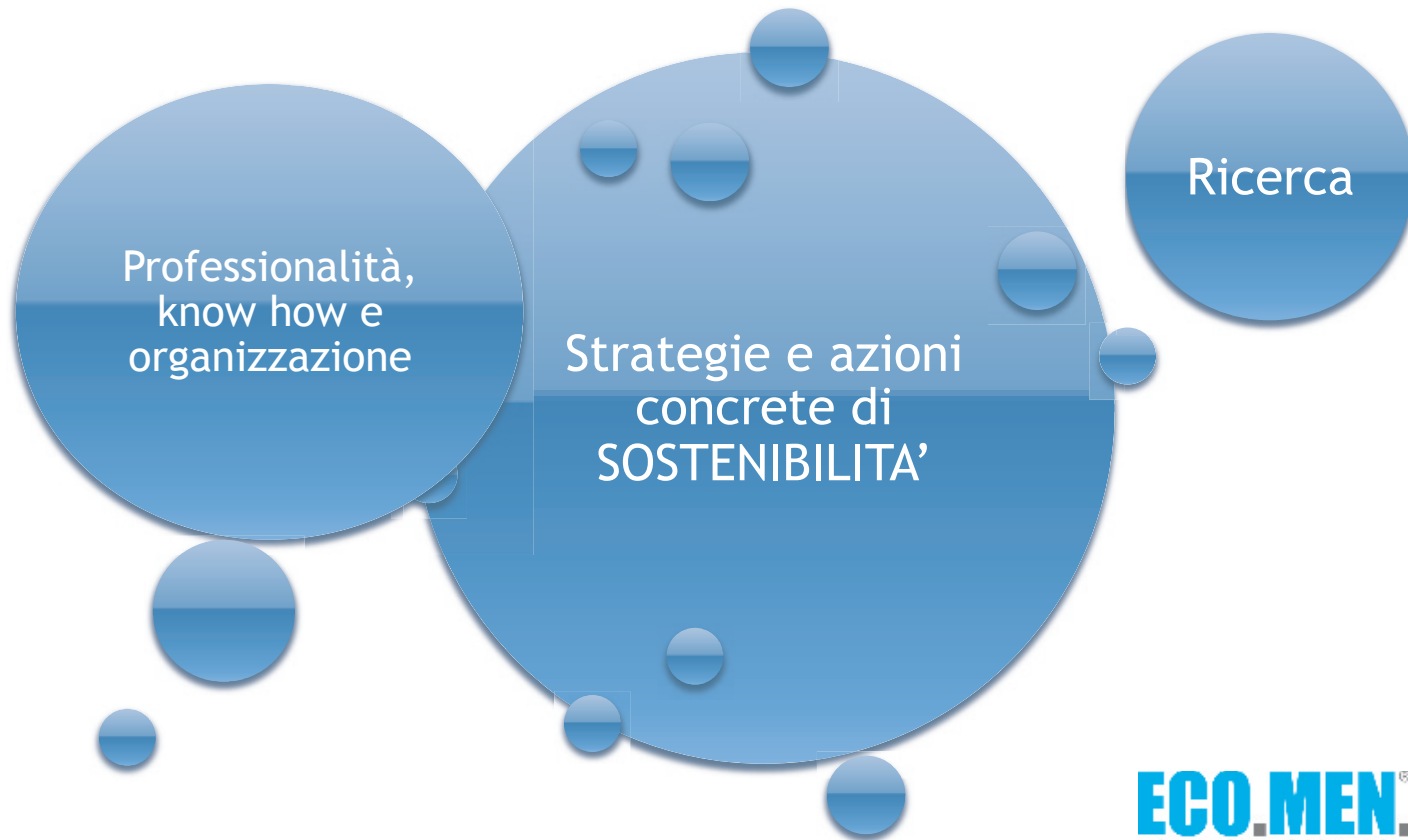 Professionalità,
know how e
organizzazione
Strategie e azioni
concrete di
SOSTENIBILITA’
Ricerca
ECO.MEN.®